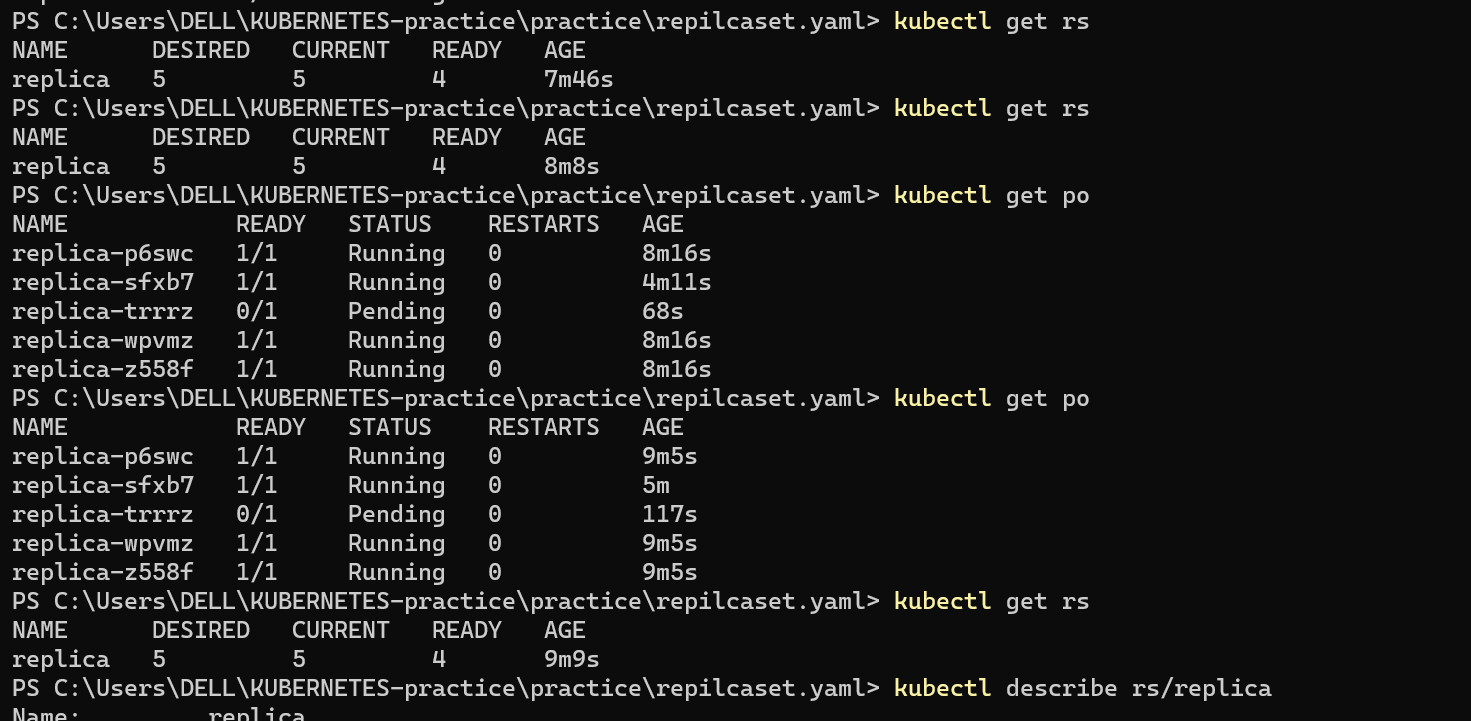 PS C:\Users\DELL\KUBERNETES-practice\practice\repilcaset.yaml> kubectl get rs
NAME      DESIRED   CURRENT   READY   AGE
replica   5         5         4       7m46s
PS C:\Users\DELL\KUBERNETES-practice\practice\repilcaset.yaml> kubectl get rs
NAME      DESIRED   CURRENT   READY   AGE
replica   5         5         4       8m8s
PS C:\Users\DELL\KUBERNETES-practice\practice\repilcaset.yaml> kubectl get po
NAME            READY   STATUS    RESTARTS   AGE
replica-p6swc   1/1     Running   0          8m16s
replica-sfxb7   1/1     Running   0          4m11s
replica-trrrz   0/1     Pending   0          68s
replica-wpvmz   1/1     Running   0          8m16s
replica-z558f   1/1     Running   0          8m16s
PS C:\Users\DELL\KUBERNETES-practice\practice\repilcaset.yaml> kubectl get po
NAME            READY   STATUS    RESTARTS   AGE
replica-p6swc   1/1     Running   0          9m5s
replica-sfxb7   1/1     Running   0          5m
replica-trrrz   0/1     Pending   0          117s
replica-wpvmz   1/1     Running   0          9m5s
replica-z558f   1/1     Running   0          9m5s
PS C:\Users\DELL\KUBERNETES-practice\practice\repilcaset.yaml> kubectl get rs
NAME      DESIRED   CURRENT   READY   AGE
replica   5         5         4       9m9s
PS C:\Users\DELL\KUBERNETES-practice\practice\repilcaset.yaml> kubectl describe rs/replica
Name:         replica